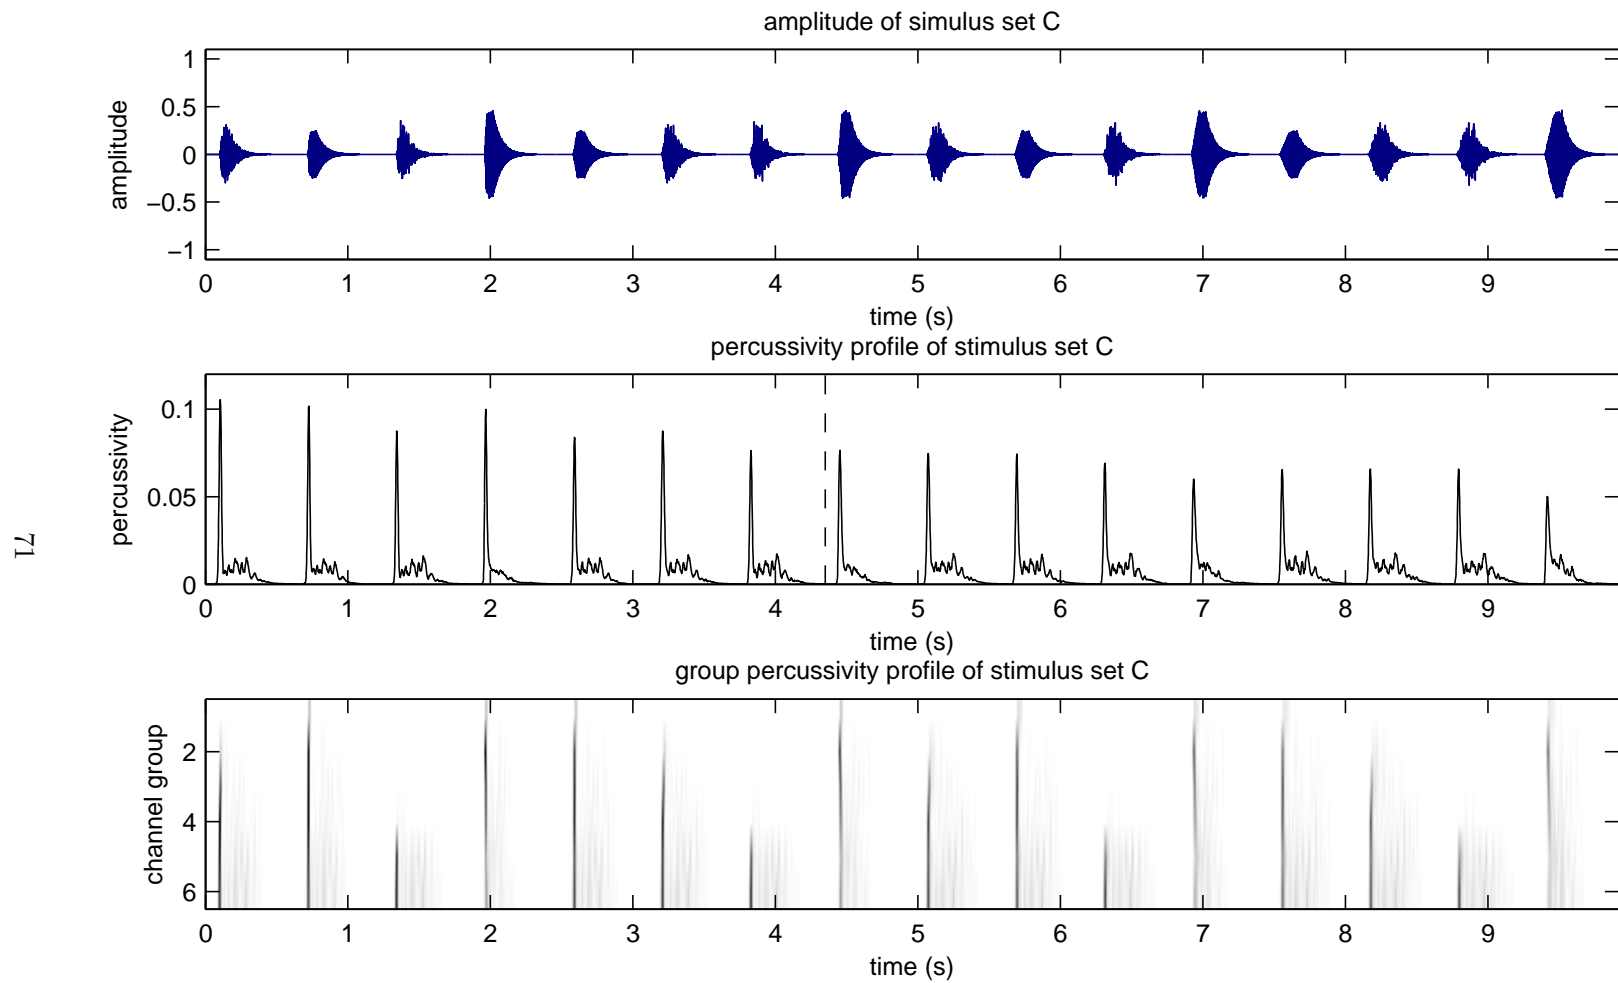 amplitude of simulus set C
1
0.5
0
−0.5
−1
amplitude
0 1 2 3 4 5 6 7 8 9
time (s)
percussivity profile of stimulus set C
0.1
0.05
0
percussivity
0 1 2 3 4 5 6 7 8 9
time (s)
group percussivity profile of stimulus set C
2
4
6
channel group
0 1 2 3 4 5 6 7 8 9
time (s)
71